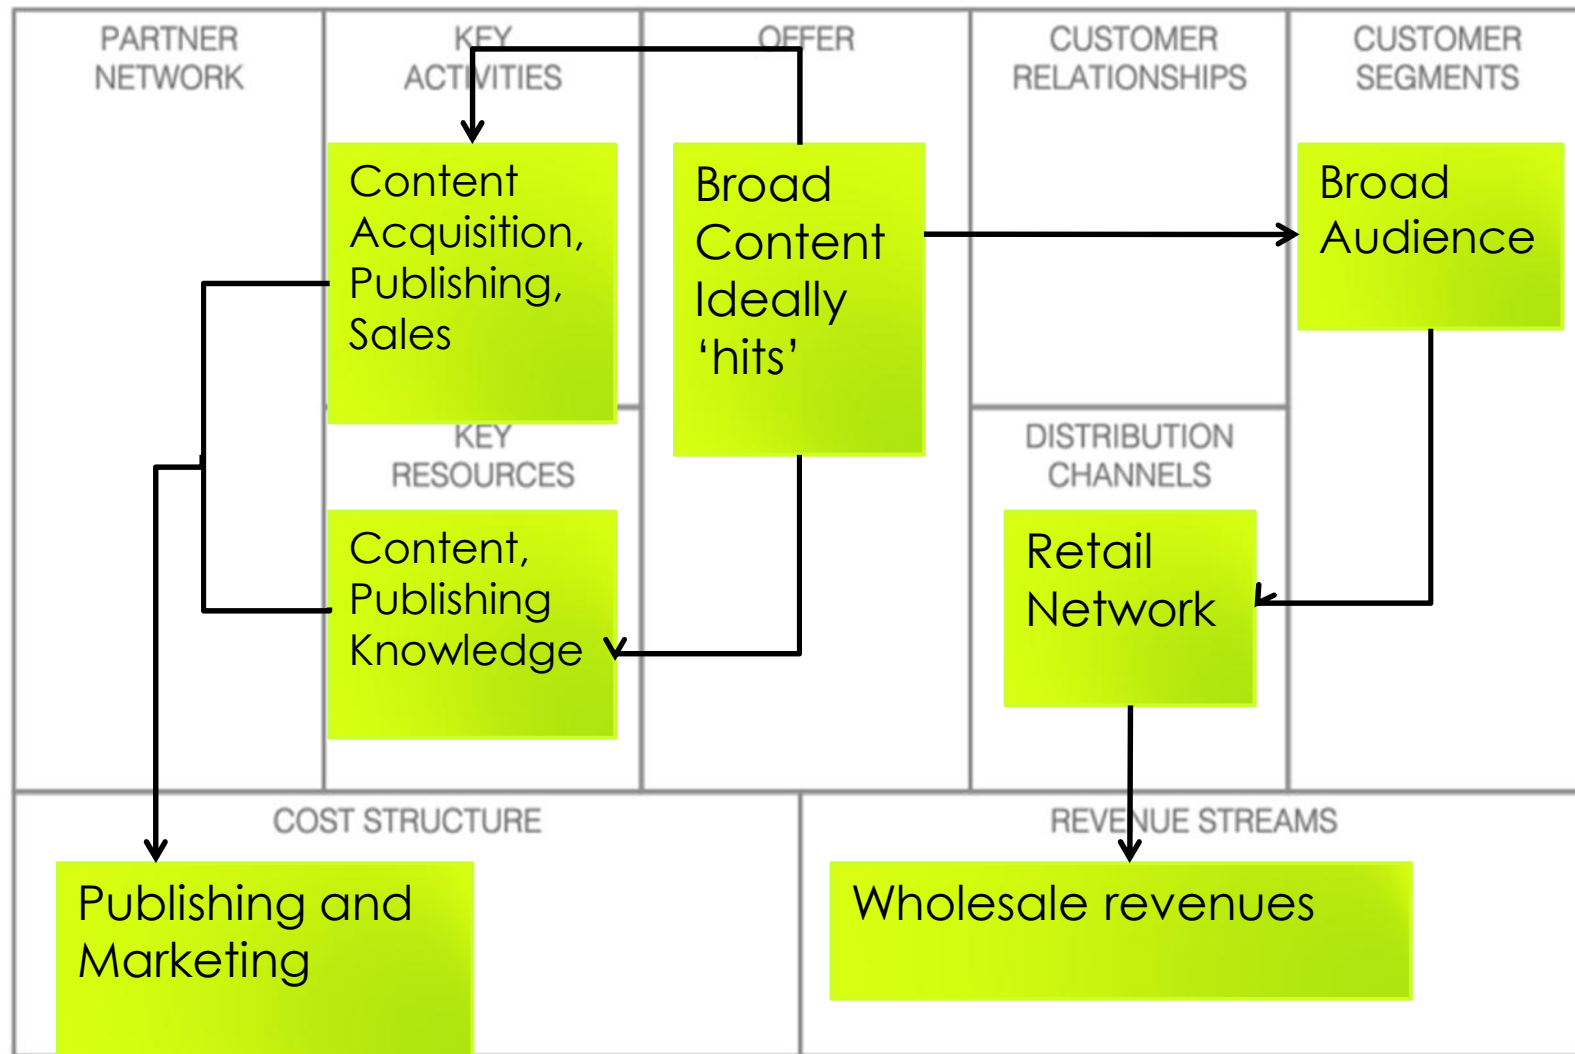 PARTNER
NETWORK
KEY
ACTIVITIES
OFFER
CUSTOMER
RELATIONSHIPS
CUSTOMER
SEGMENTS
Content
Acquisition,
Publishing,
Sales
Broad
Content
Ideally
‘hits’
Broad
Audience
KEY
RESOURCES
Content,
Publishing
Knowledge
DISTRIBUTION
CHANNELS
Retail
Network
COST STRUCTURE
Publishing and
Marketing
REVENUE STREAMS
Wholesale revenues